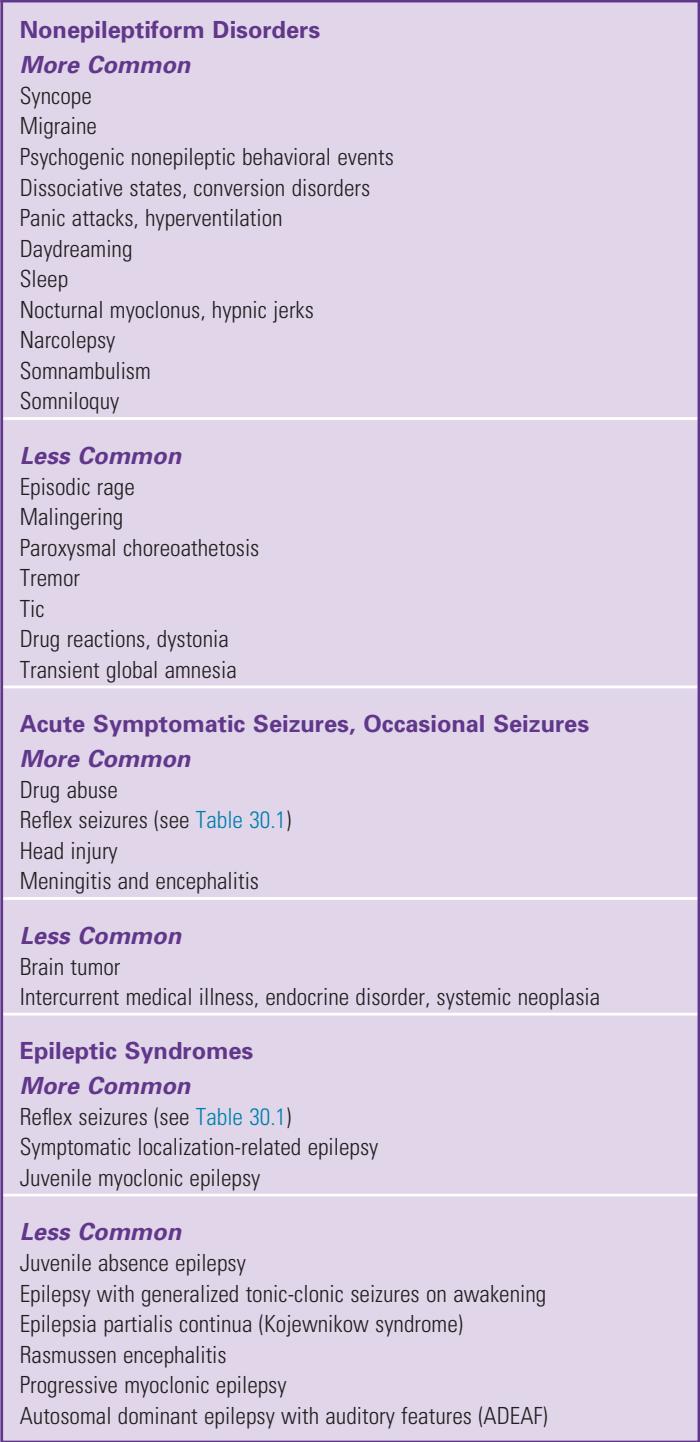 Nonepileptiform Disorders
More Common
Syncope
Migraine
Psychogenic nonepileptic behavioral events
Dissociative states, conversion disorders
Panic attacks, hyperventilation
Daydreaming
Sleep
Nocturnal myoclonus, hypnic jerks
Narcolepsy
Somnambulism
Somniloquy
Less Common
Episodic rage
Malingering
Paroxysmal choreoathetosis
Tremor
Tic
Drug reactions, dystonia
Transient global amnesia
Acute Symptomatic Seizures, Occasional Seizures
More Common
Drug abuse
Reflex seizures (see Table 30.1)
Head injury
Meningitis and encephalitis
Less Common
Brain tumor
Intercurrent medical illness, endocrine disorder, systemic neoplasia
Epileptic Syndromes
More Common
Reflex seizures (see Table 30.1)
Symptomatic localization-related epilepsy
Juvenile myoclonic epilepsy
Less Common
Juvenile absence epilepsy
Epilepsy with generalized tonic-clonic seizures on awakening
Epilepsia partialis continua (Kojewnikow syndrome)
Rasmussen encephalitis
Progressive myoclonic epilepsy
Autosomal dominant epilepsy with auditory features (ADEAF)